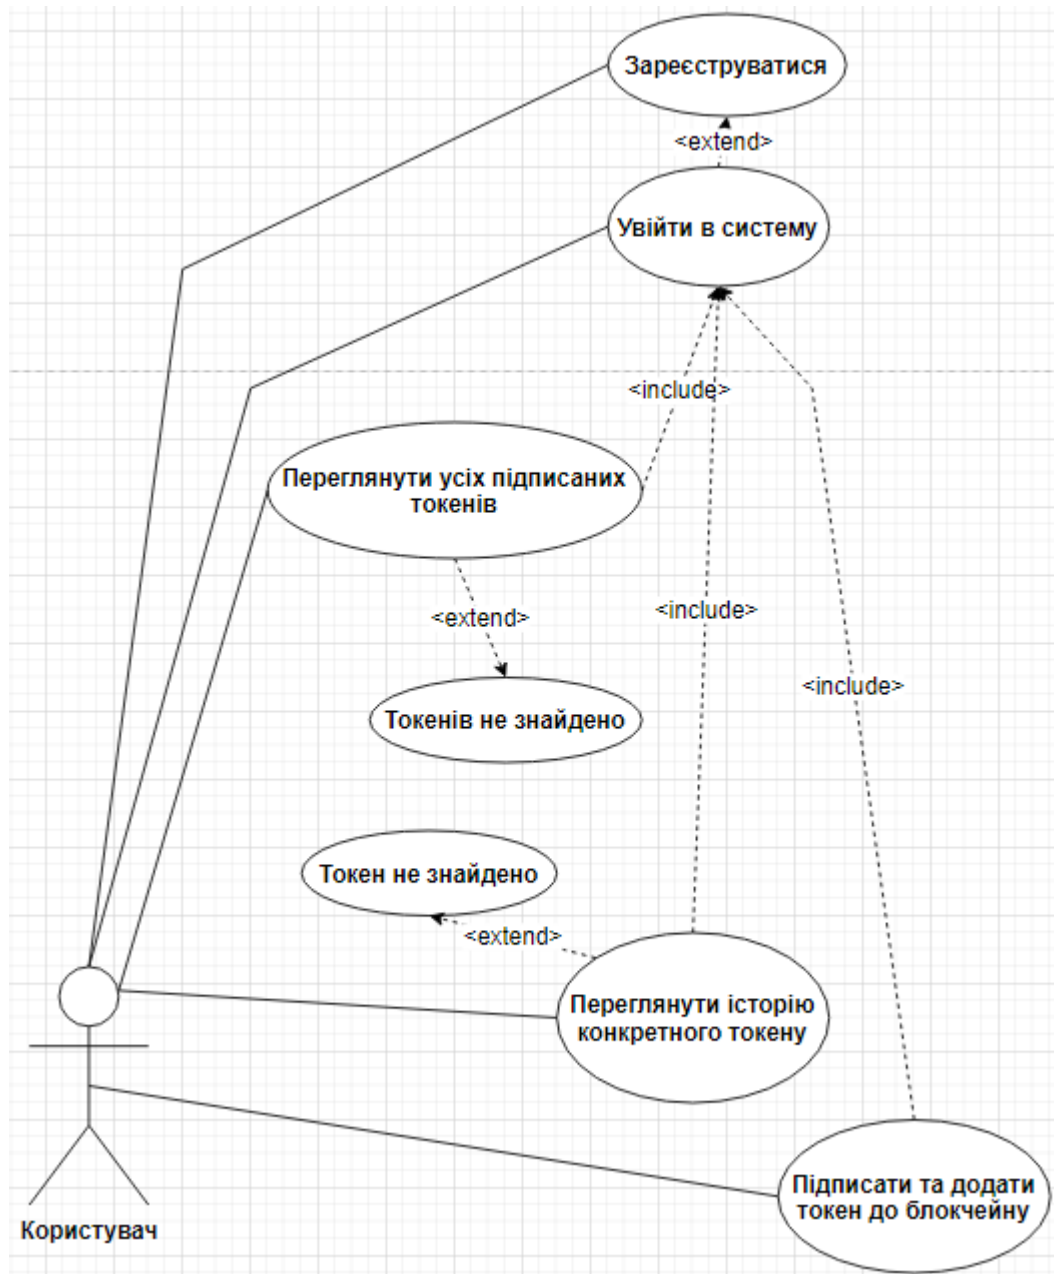 Зареєструватися
<extend>
Увійти в систему
<include>
Переглянути усіх підписаних
токенів
<include>
<extend>
<include>
Токенів не знайдено
Токен не знайдено
<extend>
Переглянути історію
конкретного токену
Підписати та додати
токен до блокчейну
Користувач